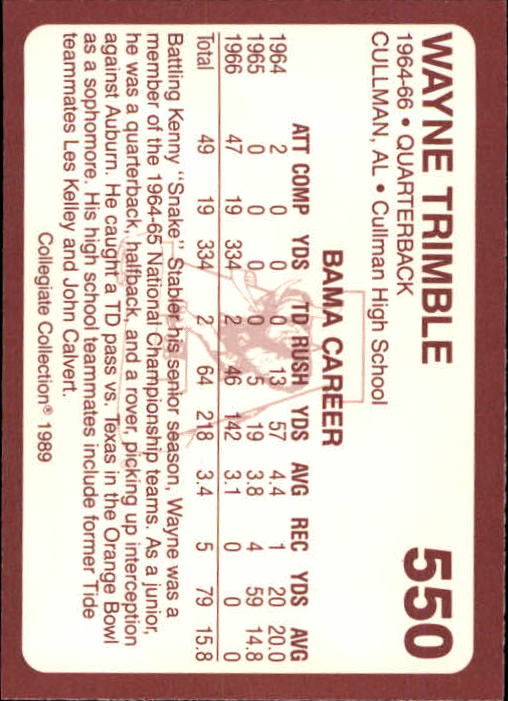 WAYNE TRIMBLE 550
1964-66 • QUARTERBACK
CULLMAN, AL • Cullman High School
BAMA CAREER
ATT COMP YDS TD RUSH YDS AVG REC YDS AVG
1964 2 0 0 0 13 57 4.4 1 20 20.0
1965 0 0 0 0 5 19 3.8 4 59 14.8
1966 47 19 334 2 46 142 3.1 0 0 0
Total 49 19 334 2 64 218 3.4 5 79 15.8
Battling Kenny "Snake" Stabler his senior season, Wayne was a
member of the 1964-65 National Championship teams. As a junior,
he was a quarterback, halfback, and a rover, picking up interception
against Auburn. He caught a TD pass vs. Texas in the Orange Bowl
as a sophomore. His high school teammates include former Tide
teammates Les Kelley and John Calvert.
Collegiate Collection® 1989